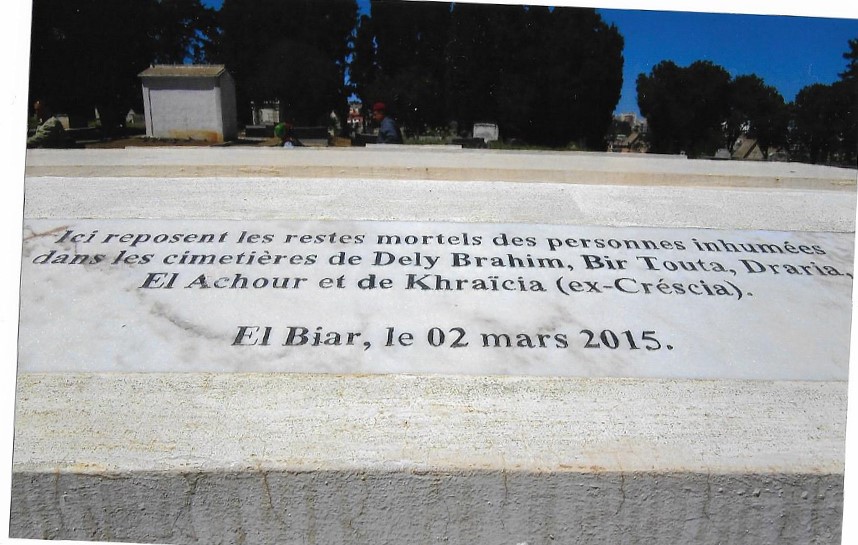 Ici reposent les restes mortels des personnes inhumées
dans les cimetières de Dely Brahim, Bir Touta, Draria,
El Achour et de Khraïcia (ex-Créscia).
El Biar, le 02 mars 2015.